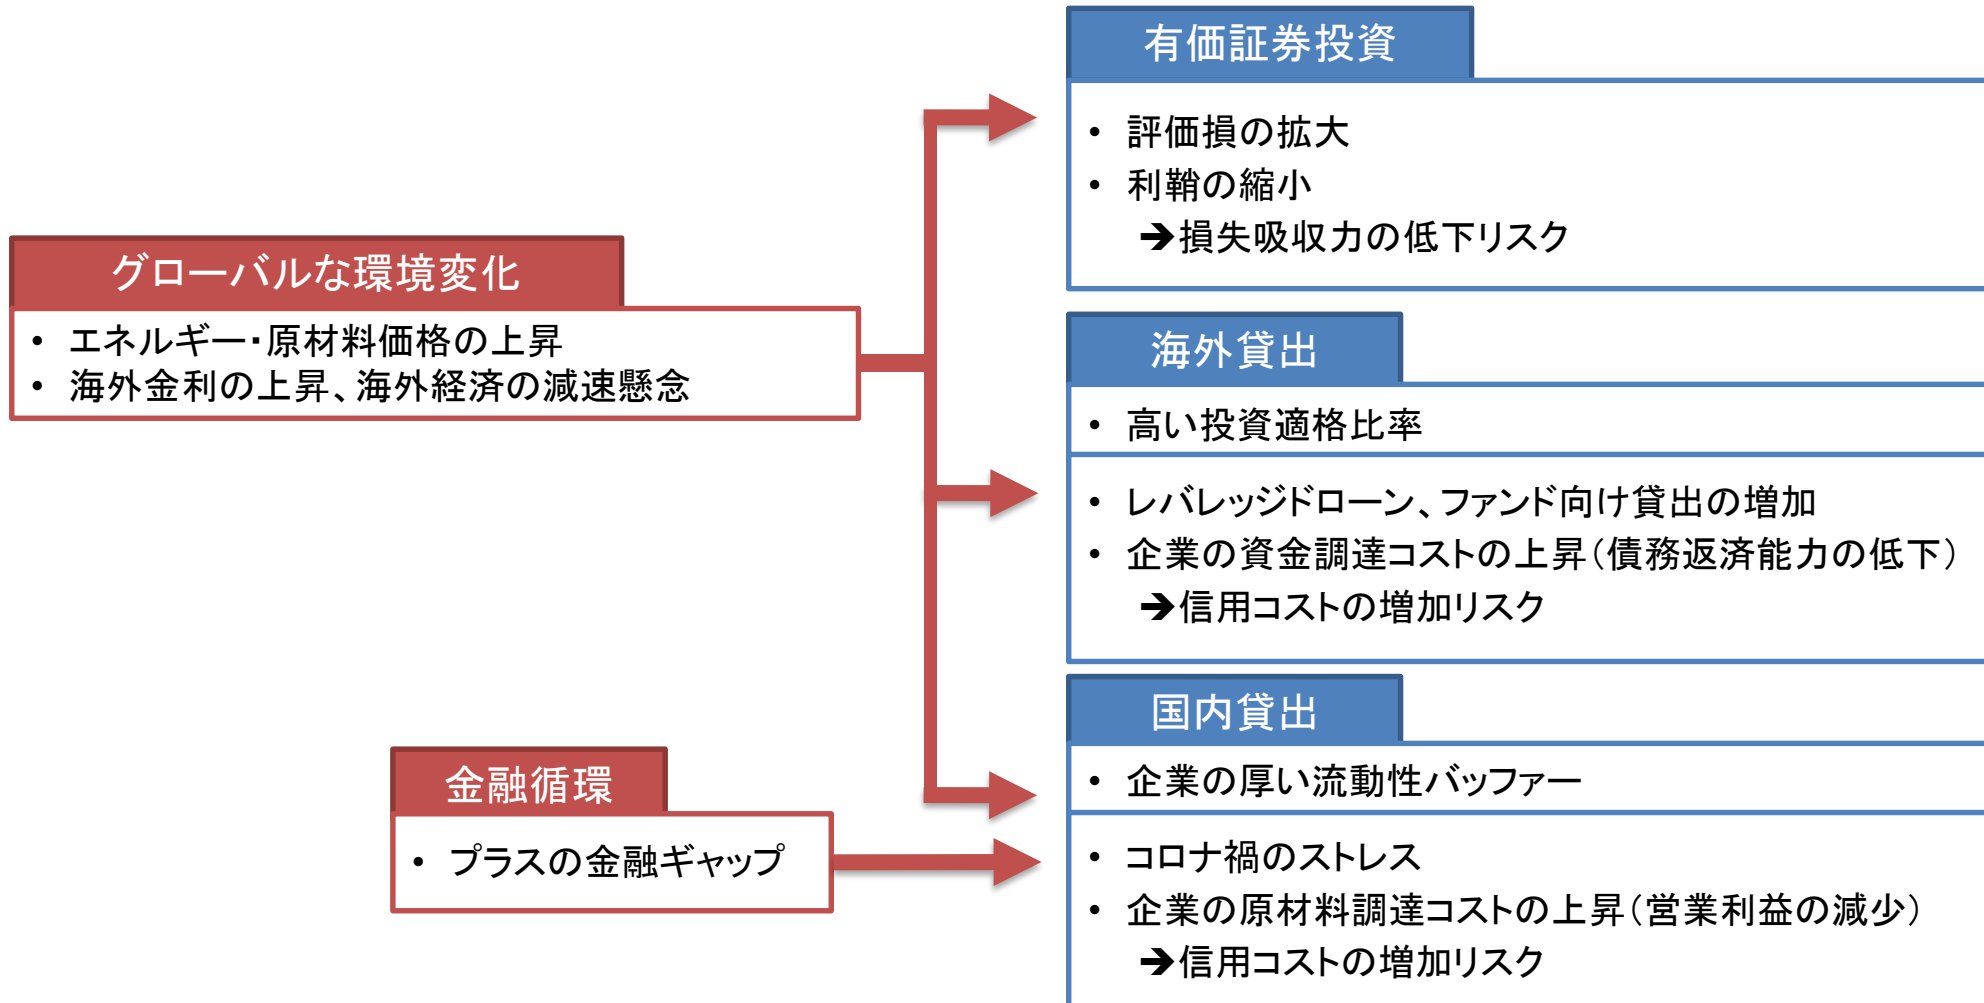 グローバルな環境変化
• エネルギー・原材料価格の上昇
• 海外金利の上昇、海外経済の減速懸念
金融循環
• プラスの金融ギャップ
有価証券投資
• 評価損の拡大
• 利鞘の縮小
➔損失吸収力の低下リスク
海外貸出
• 高い投資適格比率
• レバレッジドローン、ファンド向け貸出の増加
• 企業の資金調達コストの上昇（債務返済能力の低下）
➔信用コストの増加リスク
国内貸出
• 企業の厚い流動性バッファー
• コロナ禍のストレス
• 企業の原材料調達コストの上昇（営業利益の減少）
➔信用コストの増加リスク